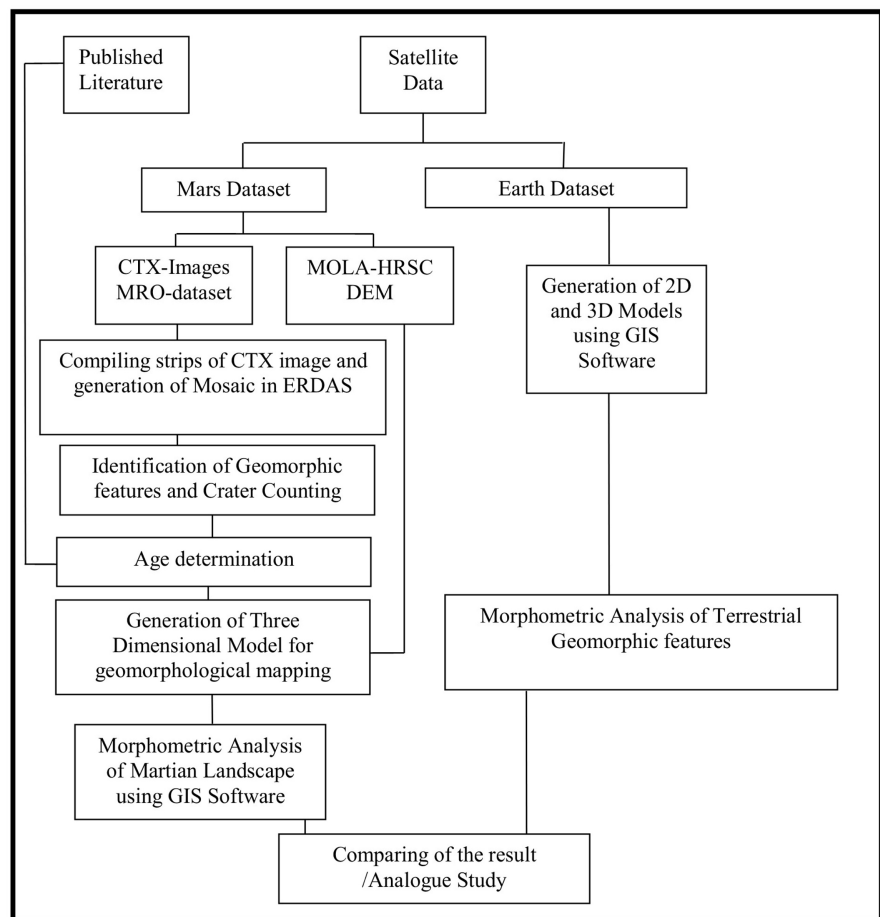 Published
Literature
Satellite
Data
Mars Dataset
Earth Dataset
CTX-Images
MRO-dataset
MOLA-HRSC
DEM
Generation of 2D
and 3D Models
using GIS
Software
Compiling strips of CTX image and
generation of Mosaic in ERDAS
Identification of Geomorphic
features and Crater Counting
Age determination
Generation of Three
Dimensional Model for
geomorphological mapping
Morphometric Analysis of Terrestrial
Geomorphic features
Morphometric Analysis
of Martian Landscape
using GIS Software
Comparing of the result
/Analogue Study